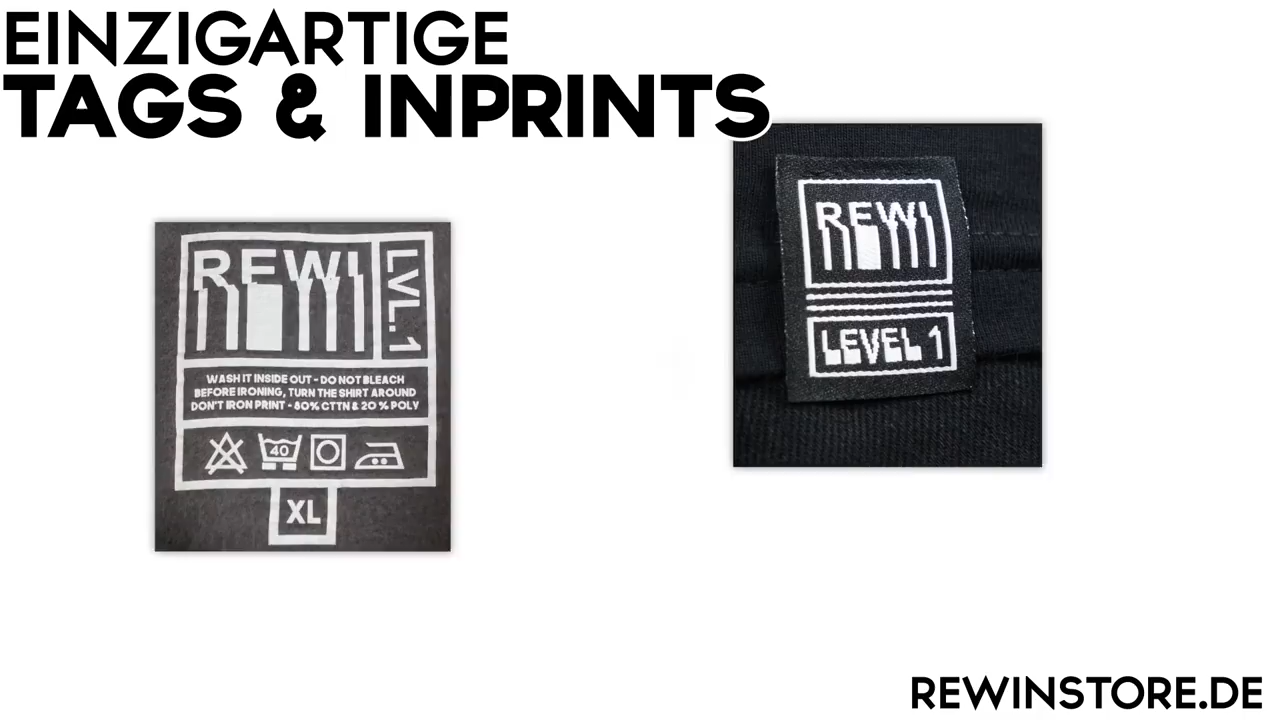 EINZIGARTIGE
TAGS & INPRINTS
REWI
LVL.1
WASH IT INSIDE OUT - DO NOT BLEACH
BEFORE IRONING, TURN THE SHIRT AROUND
DON'T IRON PRINT - 80% CTTN & 20 % POLY
40
XL
REWI
LEVEL 1
REWINSTORE.DE